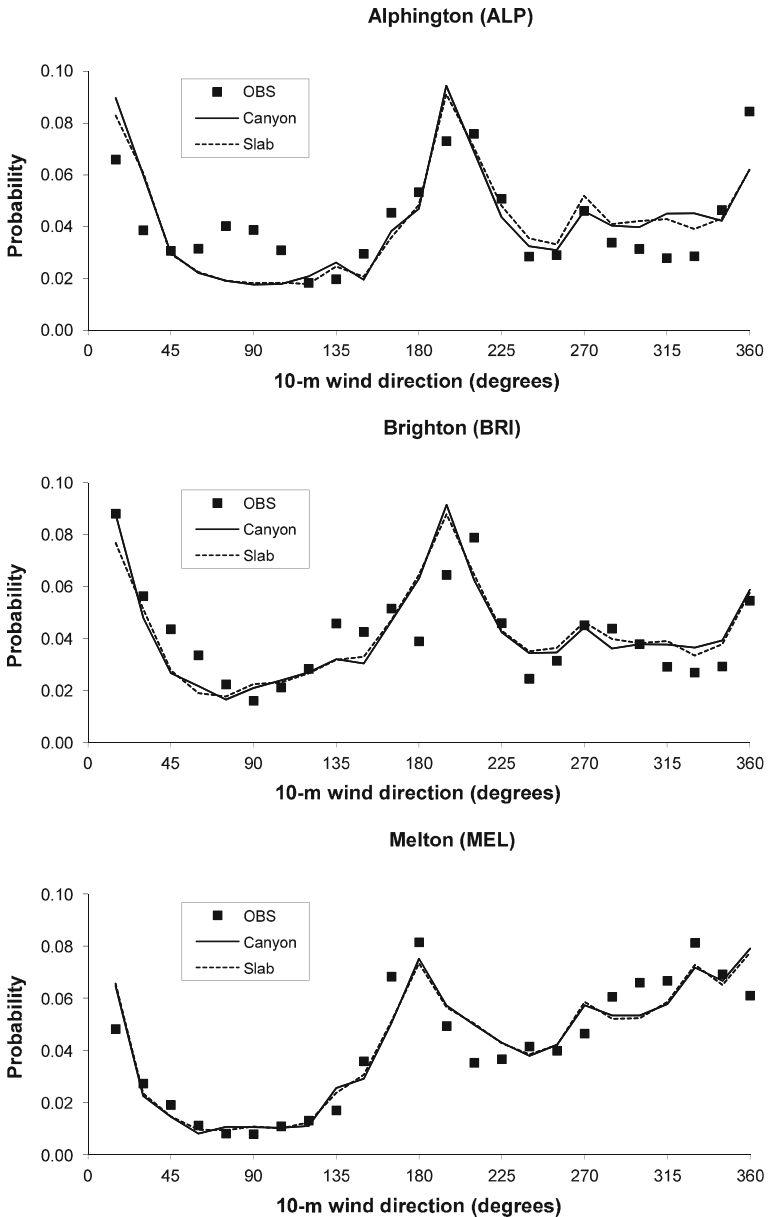 Alphington (ALP)
0.10
0.08
0.06
0.04
0.02
0.00
Probability
OBS
Canyon
Slab
0 45 90 135 180 225 270 315 360
10-m wind direction (degrees)
Brighton (BRI)
0.10
0.08
0.06
0.04
0.02
0.00
Probability
OBS
Canyon
Slab
0 45 90 135 180 225 270 315 360
10-m wind direction (degrees)
Melton (MEL)
0.10
0.08
0.06
0.04
0.02
0.00
Probability
OBS
Canyon
Slab
0 45 90 135 180 225 270 315 360
10-m wind direction (degrees)